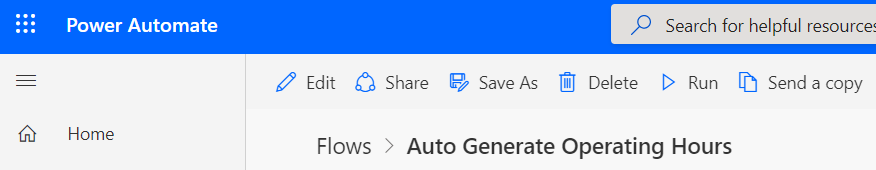 Power Automate
Search for helpful resources
Edit Share Save As Delete Run Send a copy
Home
Flows > Auto Generate Operating Hours